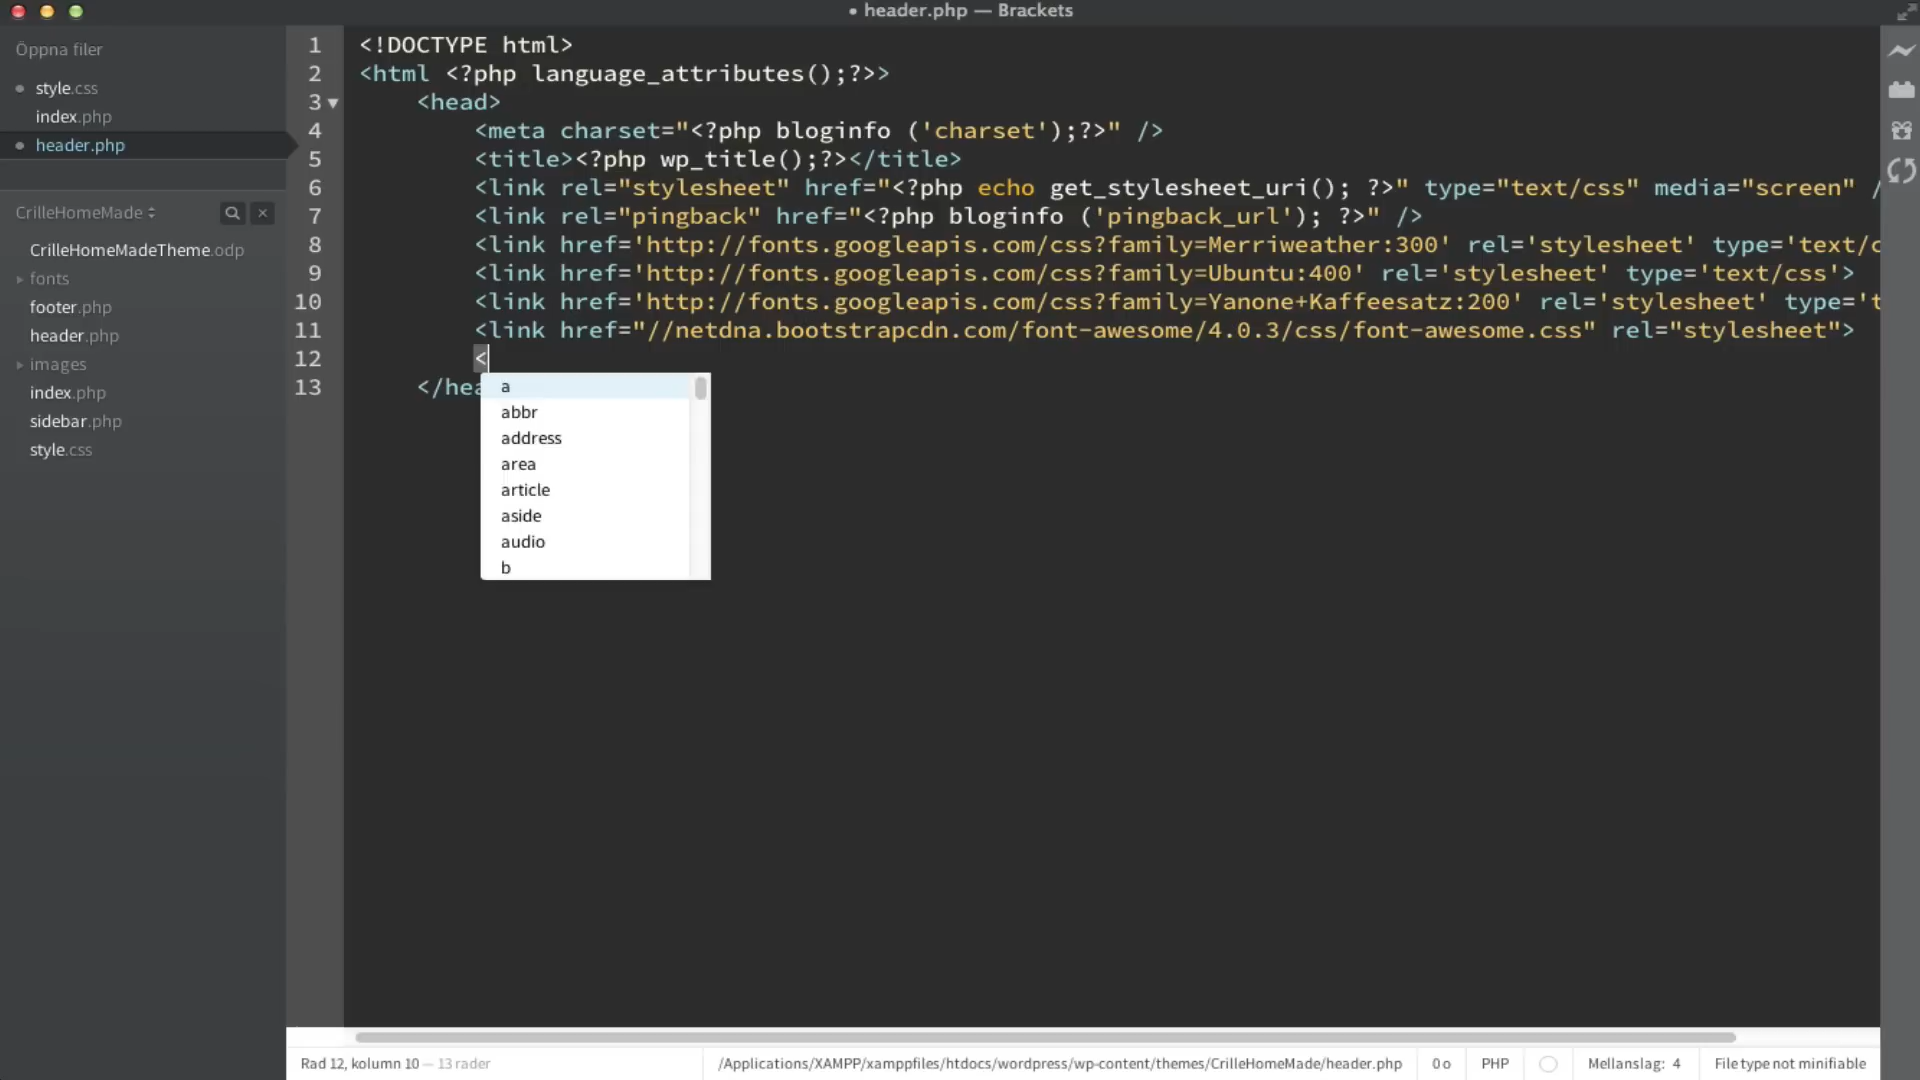 • header.php — Brackets
Öppna filer
style.css
index.php
header.php
CrilleHomeMade
CrilleHomeMadeTheme.odp
fonts
footer.php
header.php
images
index.php
sidebar.php
style.css
1 <!DOCTYPE html>
2 <html <?php language_attributes();?>>
3 <head>
4 <meta charset="<?php bloginfo ('charset');?>" />
5 <title><?php wp_title();?></title>
6 <link rel="stylesheet" href="<?php echo get_stylesheet_uri(); ?>" type="text/css" media="screen" /
7 <link rel="pingback" href="<?php bloginfo ('pingback_url'); ?>" />
8 <link href='http://fonts.googleapis.com/css?family=Merriweather:300' rel='stylesheet' type='text/c
9 <link href='http://fonts.googleapis.com/css?family=Ubuntu:400' rel='stylesheet' type='text/css'>
10 <link href='http://fonts.googleapis.com/css?family=Yanone+Kaffeesatz:200' rel='stylesheet' type='t
11 <link href="//netdna.bootstrapcdn.com/font-awesome/4.0.3/css/font-awesome.css" rel="stylesheet">
12 <
13 </hea
a
abbr
address
area
article
aside
audio
b
Rad 12, kolumn 10 — 13 rader
/Applications/XAMPP/xamppfiles/htdocs/wordpress/wp-content/themes/CrilleHomeMade/header.php
0 o
PHP
Mellanslag: 4
File type not minifiable